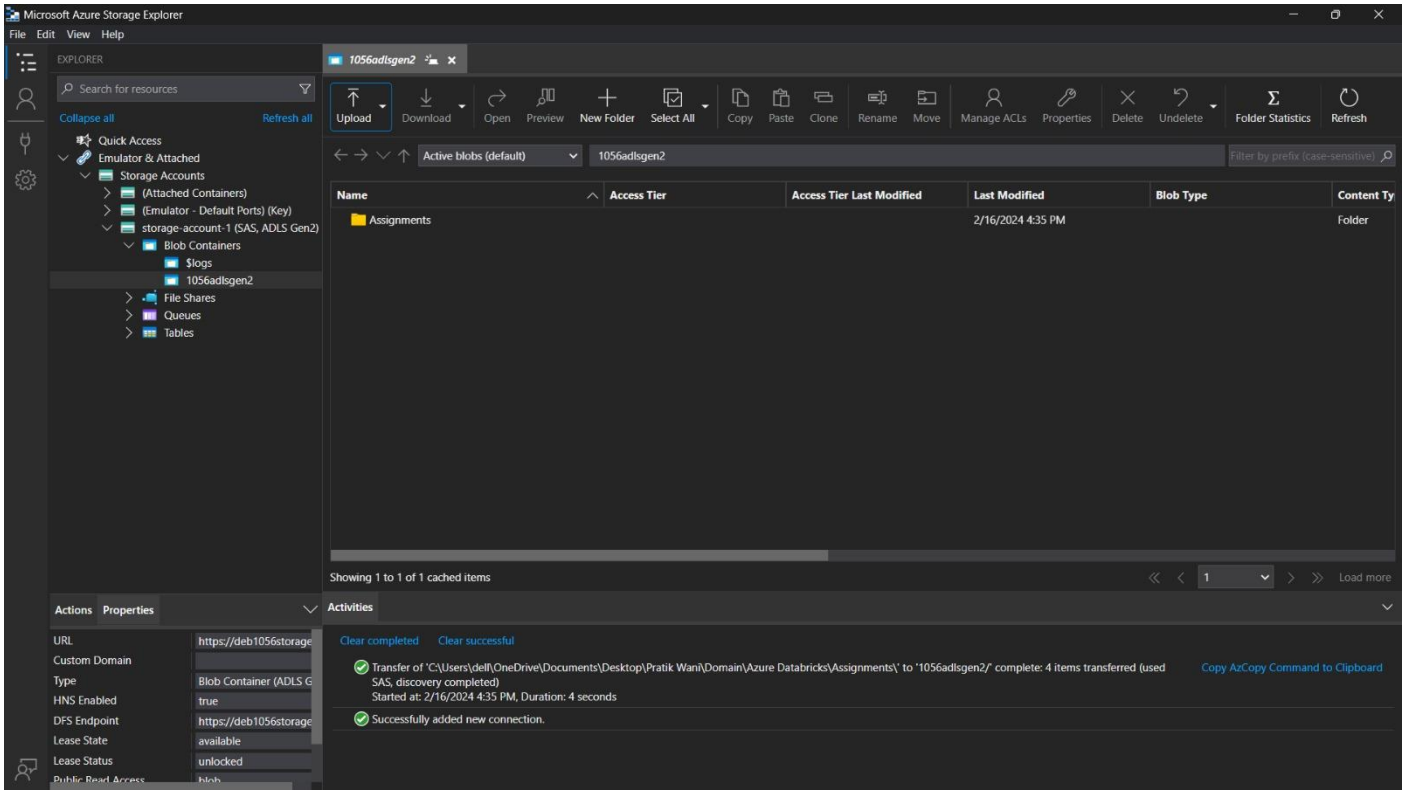 Microsoft Azure Storage Explorer
File Edit View Help
EXPLORER
Search for resources
Collapse all Refresh all
Quick Access
Emulator & Attached
Storage Accounts
(Attached Containers)
(Emulator - Default Ports) (Key)
storage-account-1 (SAS, ADLS Gen2)
Blob Containers
$logs
1056adlsgen2
File Shares
Queues
Tables
1056adlsgen2
Upload Download Open Preview New Folder Select All Copy Paste Clone Rename Move Manage ACLs Properties Delete Undelete Folder Statistics Refresh
Active blobs (default) 1056adlsgen2 Filter by prefix (case-sensitive)
Name Access Tier Access Tier Last Modified Last Modified Blob Type Content Ty
Assignments 2/16/2024 4:35 PM Folder
Showing 1 to 1 of 1 cached items 1 Load more
Actions Properties
URL https://deb1056storage
Custom Domain
Type Blob Container (ADLS G
HNS Enabled true
DFS Endpoint https://deb1056storage
Lease State available
Lease Status unlocked
Public Read Access blob
Activities
Clear completed Clear successful
Transfer of 'C:\Users\dell\OneDrive\Documents\Desktop\Pratik Wani\Domain\Azure Databricks\Assignments\' to '1056adlsgen2/' complete: 4 items transferred (used Copy AzCopy Command to Clipboard
SAS, discovery completed)
Started at: 2/16/2024 4:35 PM, Duration: 4 seconds
Successfully added new connection.